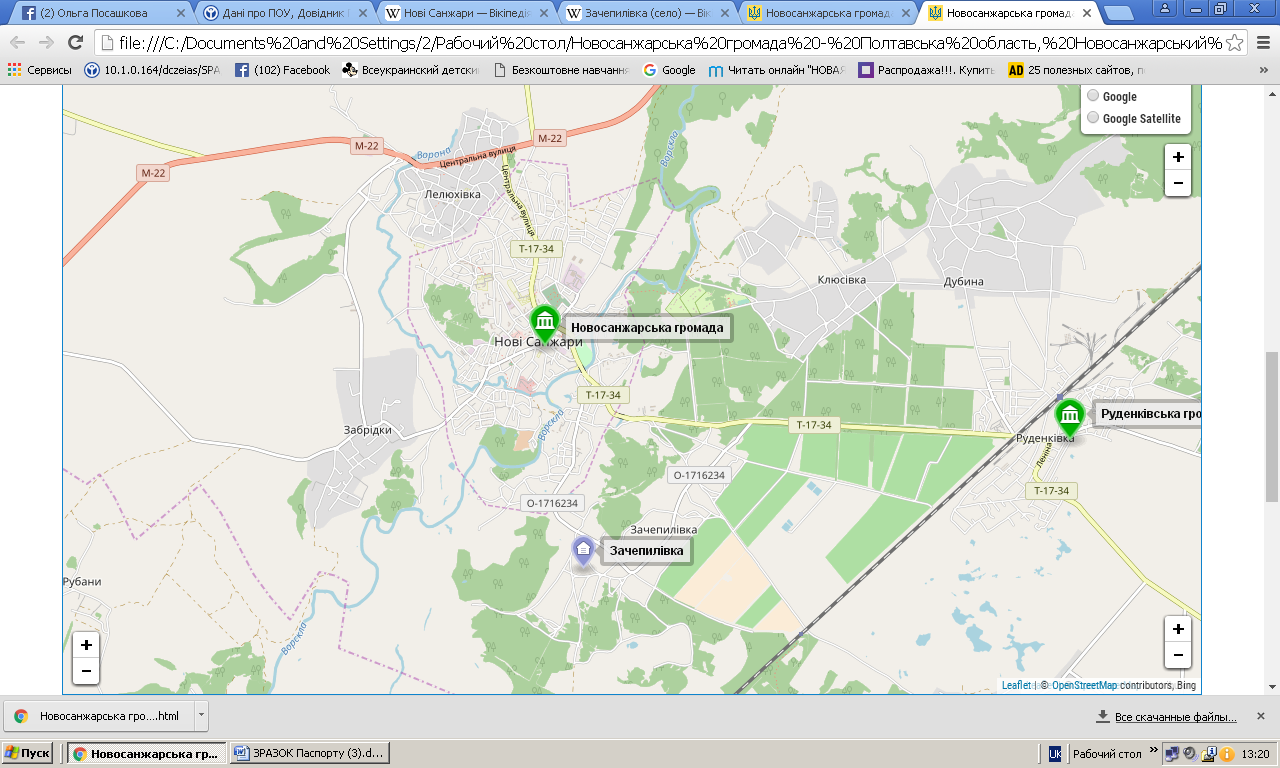 (2) Ольга Посашкова
Дані про ПОУ, Довідник
Нові Санжари — Вікіпедія
Зачепилівка (село) — Вік
Новосанжарська громада
Новосанжарська громад
file:///C:/Documents%20and%20Settings/2/Рабочий%20стол/Новосанжарська%20громада%20-%20Полтавська%20область,%20Новосанжарський%
Сервисы
10.1.0.164/dczeias/SPA
(102) Facebook
Всеукраинский детски
Безкоштовне навчання
Google
Читать онлайн "НОВАЯ
Распродажа!!!. Купить
AD 25 полезных сайтов, п
»
Google
Google Satellite
+
−
М-22
М-22
М-22
Ворона
Центральна вулиця
Ворскла
Лелюхівка
Центральна вулиця
Т-17-34
Клюсівка
Дубина
Новосанжарська громада
Нові Санжари
Т-17-34
Забрідки
Ворскла
Т-17-34
Руденківська гро
Руденківка
Леніна
О-1716234
Т-17-34
О-1716234
Зачепилівка
Зачепилівка
Рубани
Ворскла
+
−
+
−
Leaflet | © OpenStreetMap contributors, Bing
Новосанжарська гро....html
Все скачанные файлы...
Пуск
Новосанжарська гр...
ЗРАЗОК Паспорту (3).d...
UK
Рабочий стол
»
13:20